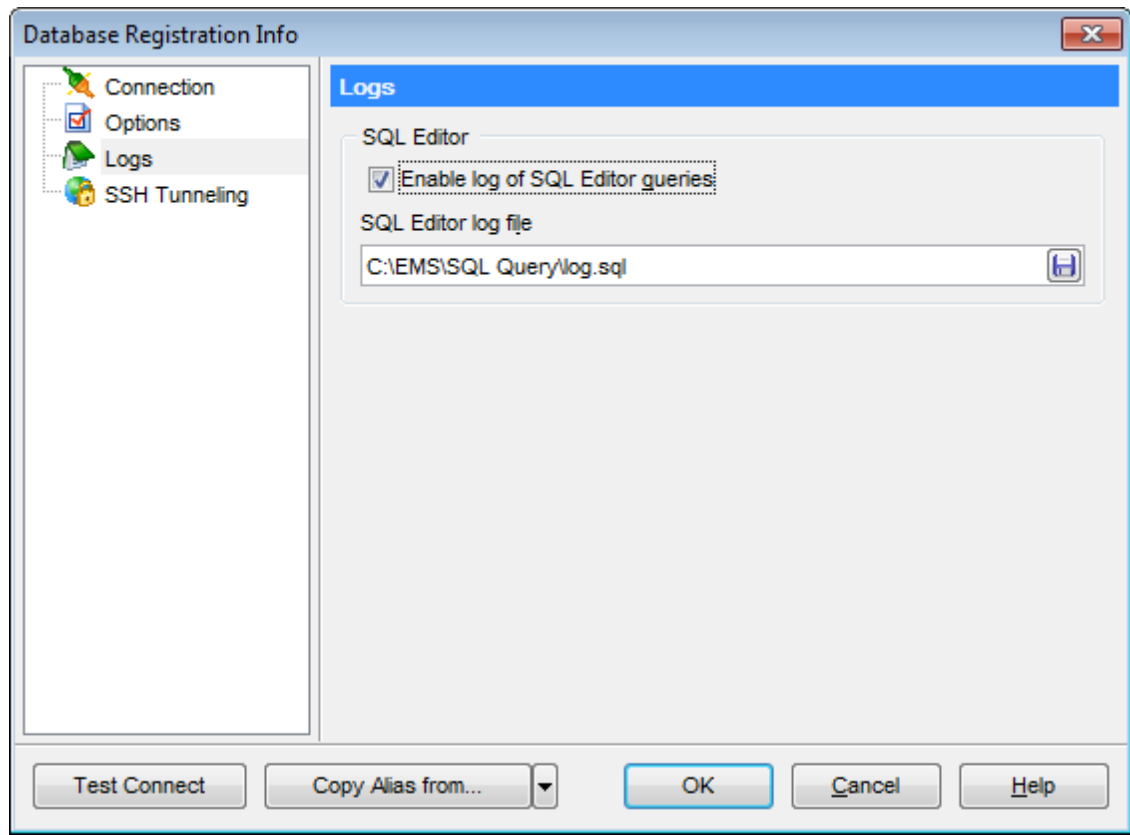 Database Registration Info
Connection
Options
Logs
SSH Tunneling
Logs
SQL Editor
Enable log of SQL Editor queries
SQL Editor log file
C:\EMS\SQL Query\log.sql
Test Connect
Copy Alias from...
OK
Cancel
Help